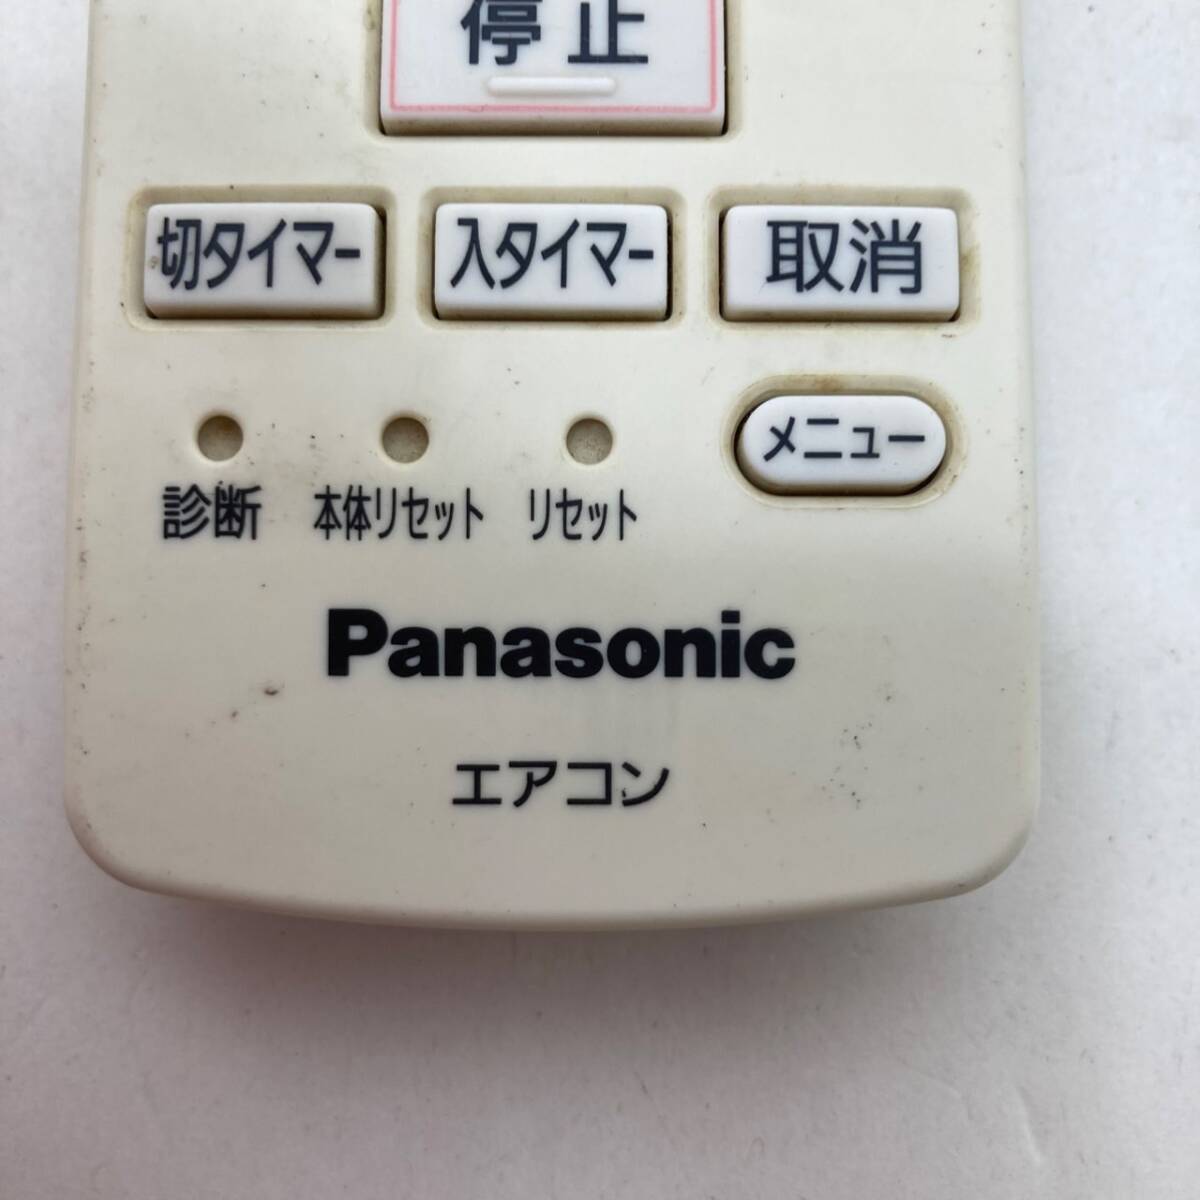 停止
切タイマー 入タイマー 取消
メニュー
診断 本体リセット リセット
Panasonic
エアコン